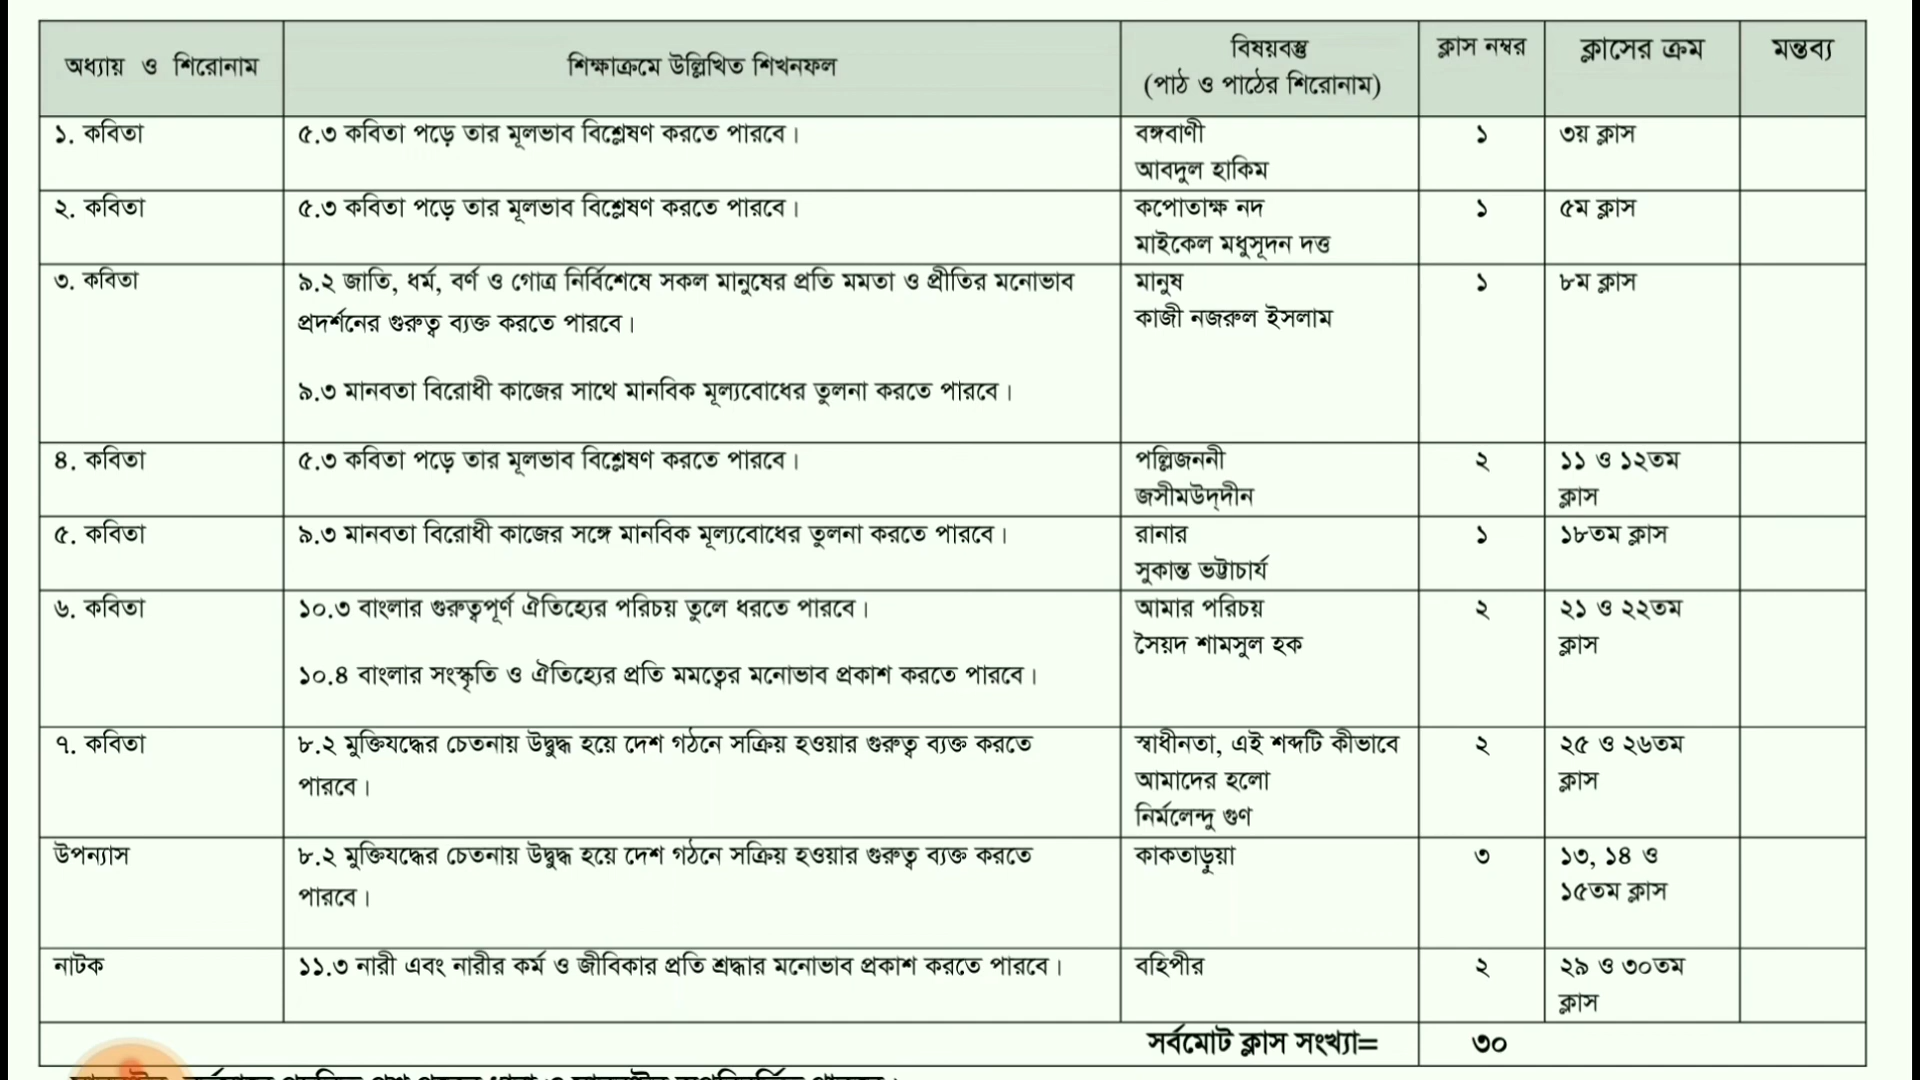 অধ্যায় ও শিরোনাম
শিক্ষাক্রমে উল্লিখিত শিখনফল
বিষয়বস্তু
(পাঠ ও পাঠের শিরোনাম)
ক্লাস নম্বর
ক্লাসের ক্রম
মন্তব্য
১. কবিতা
৫.৩ কবিতা পড়ে তার মূলভাব বিশ্লেষণ করতে পারবে।
বঙ্গবাণী
আবদুল হাকিম
১
৩য় ক্লাস
২. কবিতা
৫.৩ কবিতা পড়ে তার মূলভাব বিশ্লেষণ করতে পারবে।
কপোতাক্ষ নদ
মাইকেল মধুসূদন দত্ত
১
৫ম ক্লাস
৩. কবিতা
৯.২ জাতি, ধর্ম, বর্ণ ও গোত্র নির্বিশেষে সকল মানুষের প্রতি মমতা ও প্রীতির মনোভাব
প্রদর্শনের গুরুত্ব ব্যক্ত করতে পারবে।
৯.৩ মানবতা বিরোধী কাজের সাথে মানবিক মূল্যবোধের তুলনা করতে পারবে।
মানুষ
কাজী নজরুল ইসলাম
১
৮ম ক্লাস
৪. কবিতা
৫.৩ কবিতা পড়ে তার মূলভাব বিশ্লেষণ করতে পারবে।
পল্লিজননী
জসীমউদ্‌দীন
২
১১ ও ১২তম
ক্লাস
৫. কবিতা
৯.৩ মানবতা বিরোধী কাজের সঙ্গে মানবিক মূল্যবোধের তুলনা করতে পারবে।
রানার
সুকান্ত ভট্টাচার্য
১
১৮তম ক্লাস
৬. কবিতা
১০.৩ বাংলার গুরুত্বপূর্ণ ঐতিহ্যের পরিচয় তুলে ধরতে পারবে।
১০.৪ বাংলার সংস্কৃতি ও ঐতিহ্যের প্রতি মমত্বের মনোভাব প্রকাশ করতে পারবে।
আমার পরিচয়
সৈয়দ শামসুল হক
২
২১ ও ২২তম
ক্লাস
৭. কবিতা
৮.২ মুক্তিযদ্ধের চেতনায় উদ্বুদ্ধ হয়ে দেশ গঠনে সক্রিয় হওয়ার গুরুত্ব ব্যক্ত করতে
পারবে।
স্বাধীনতা, এই শব্দটি কীভাবে
আমাদের হলো
নির্মলেন্দু গুণ
২
২৫ ও ২৬তম
ক্লাস
উপন্যাস
৮.২ মুক্তিযদ্ধের চেতনায় উদ্বুদ্ধ হয়ে দেশ গঠনে সক্রিয় হওয়ার গুরুত্ব ব্যক্ত করতে
পারবে।
কাকতাড়ুয়া
৩
১৩, ১৪ ও
১৫তম ক্লাস
নাটক
১১.৩ নারী এবং নারীর কর্ম ও জীবিকার প্রতি শ্রদ্ধার মনোভাব প্রকাশ করতে পারবে।
বহিপীর
২
২৯ ও ৩০তম
ক্লাস
সর্বমোট ক্লাস সংখ্যা=
৩০